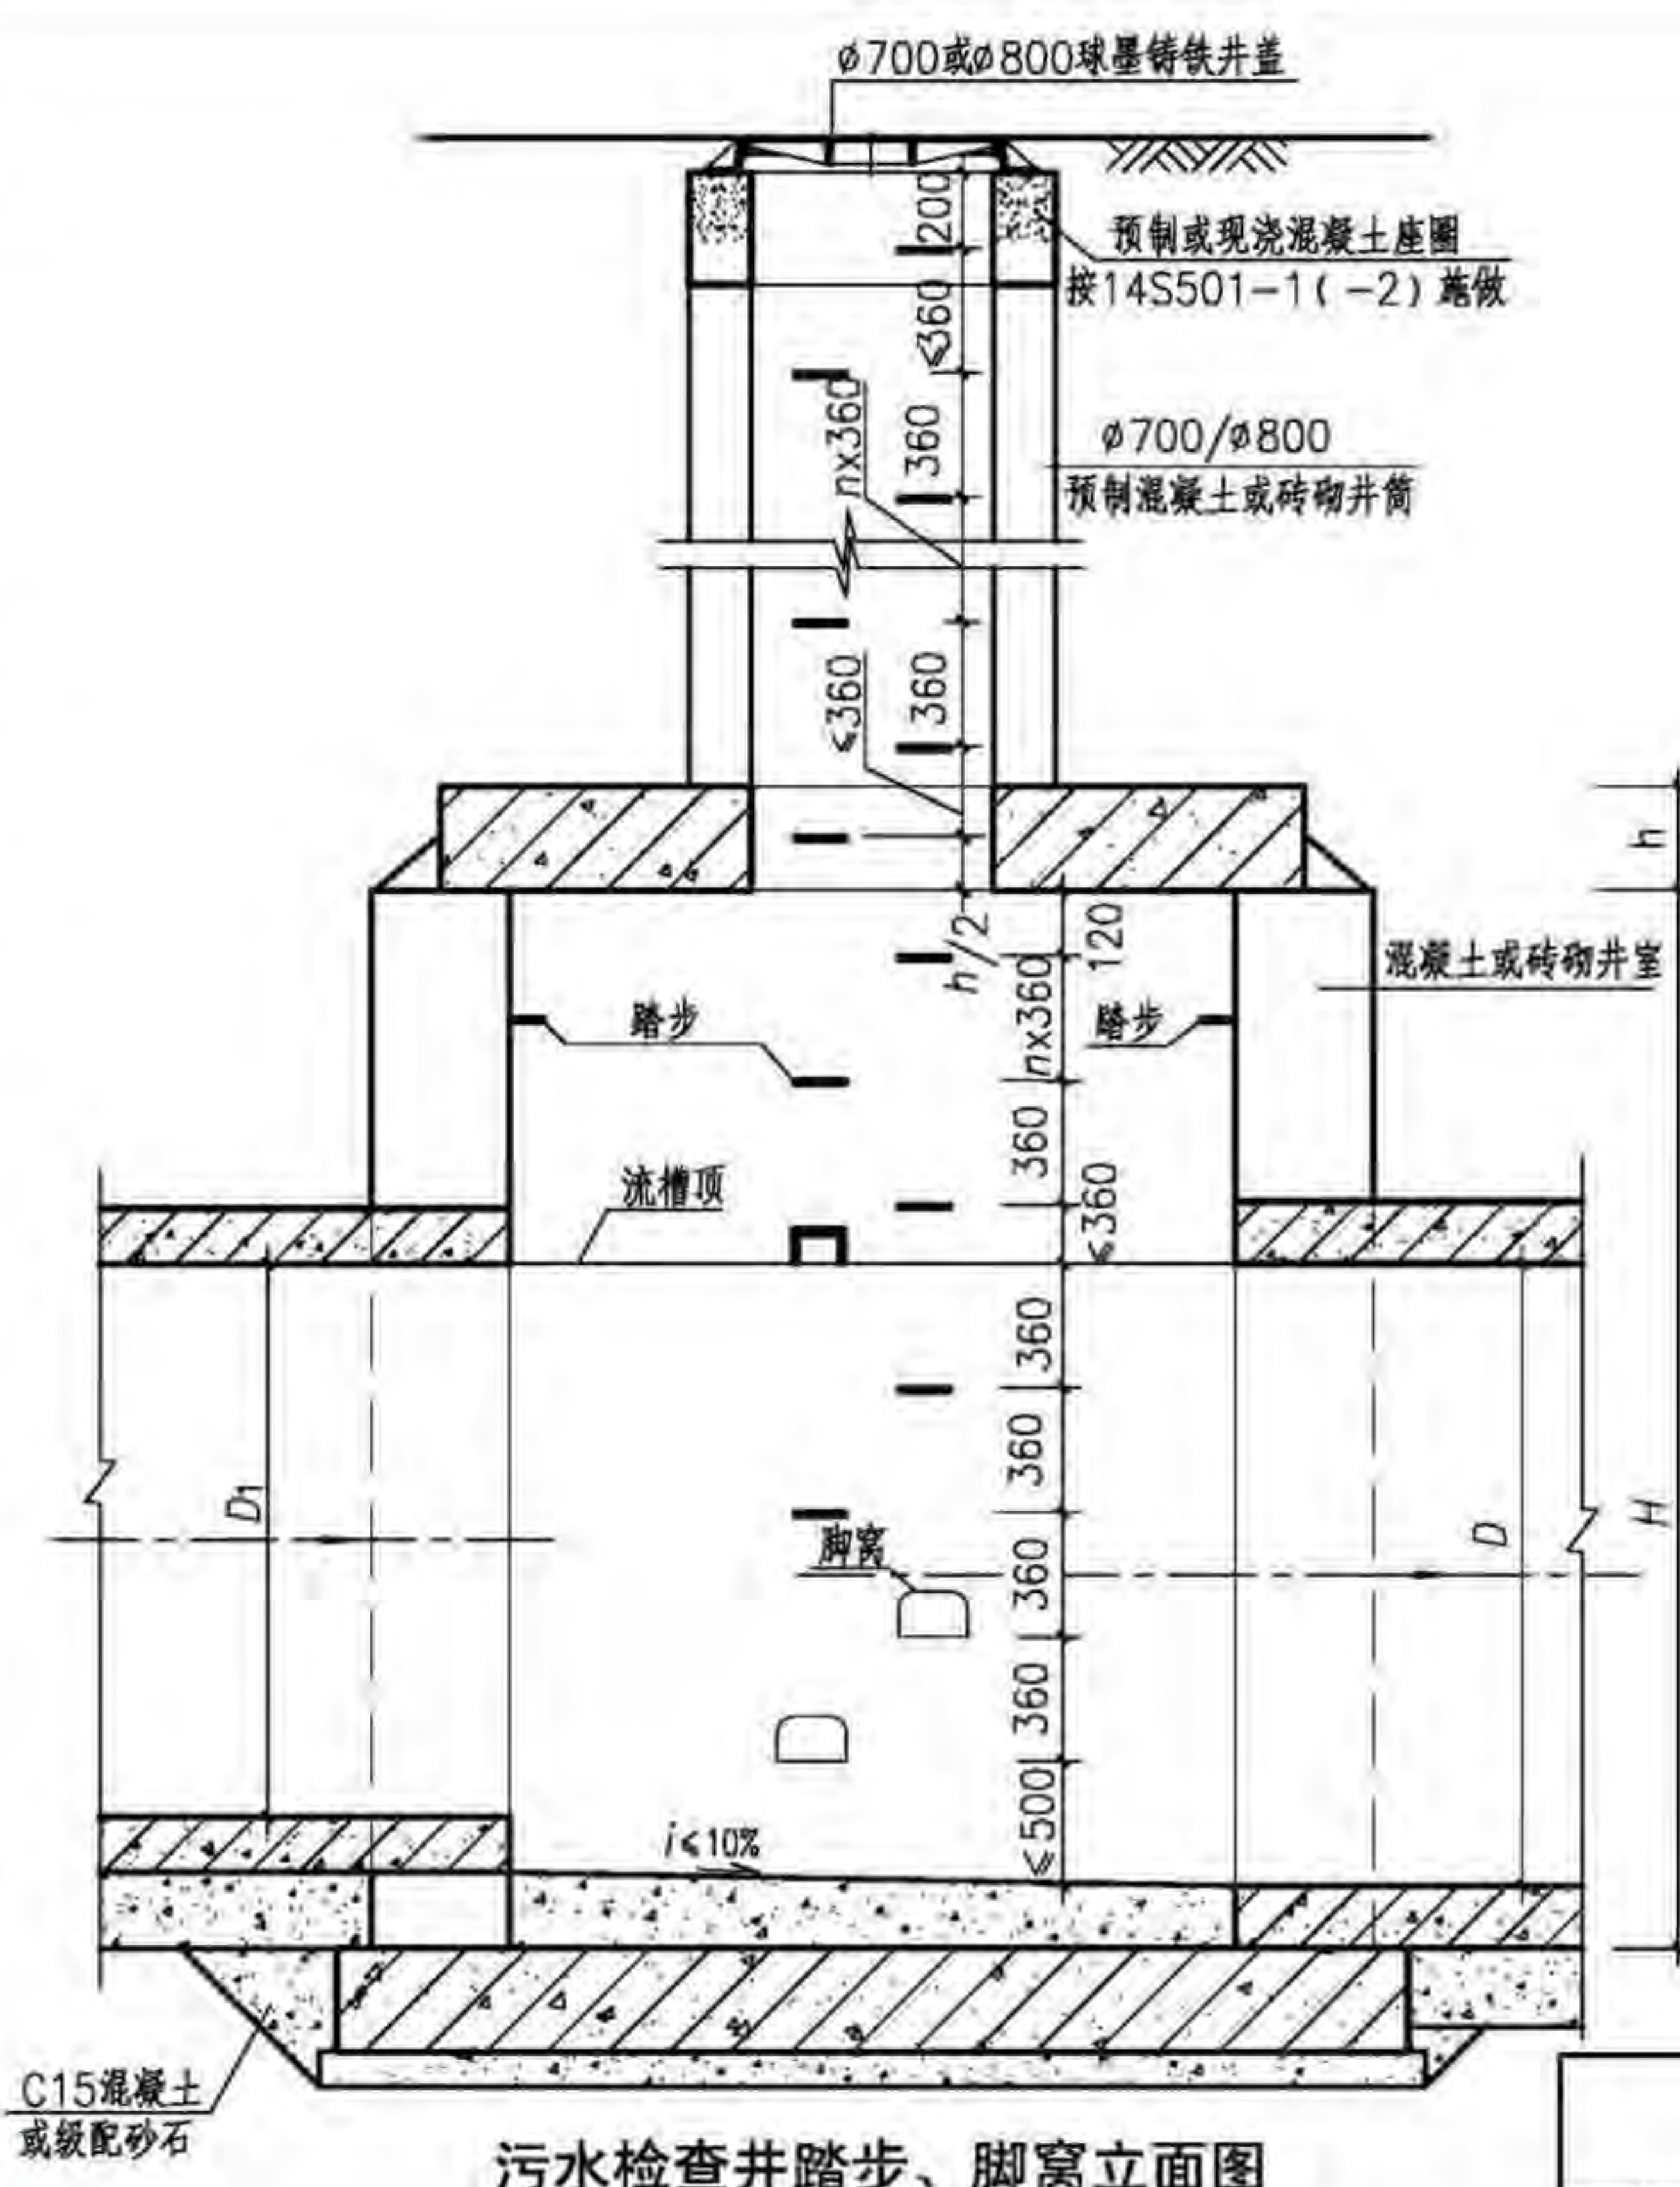 ø700或ø800球墨铸铁井盖
200
预制或现浇混凝土座圈
按14S501-1(-2)施做
≤360
nx360
360
ø700/ø800
预制混凝土或砖砌井筒
≤360
360
h
h/2
120
混凝土或砖砌井室
踏步
nx360
踏步
360
流槽顶
≤360
360
360
D1
D
H
脚窝
360
360
i≤10%
≤500
C15混凝土
或级配砂石
污水检查井踏步、脚窝立面图